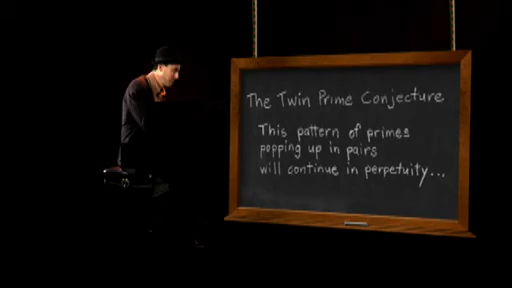 The Twin Prime Conjecture
This pattern of primes
popping up in pairs
will continue in perpetuity...